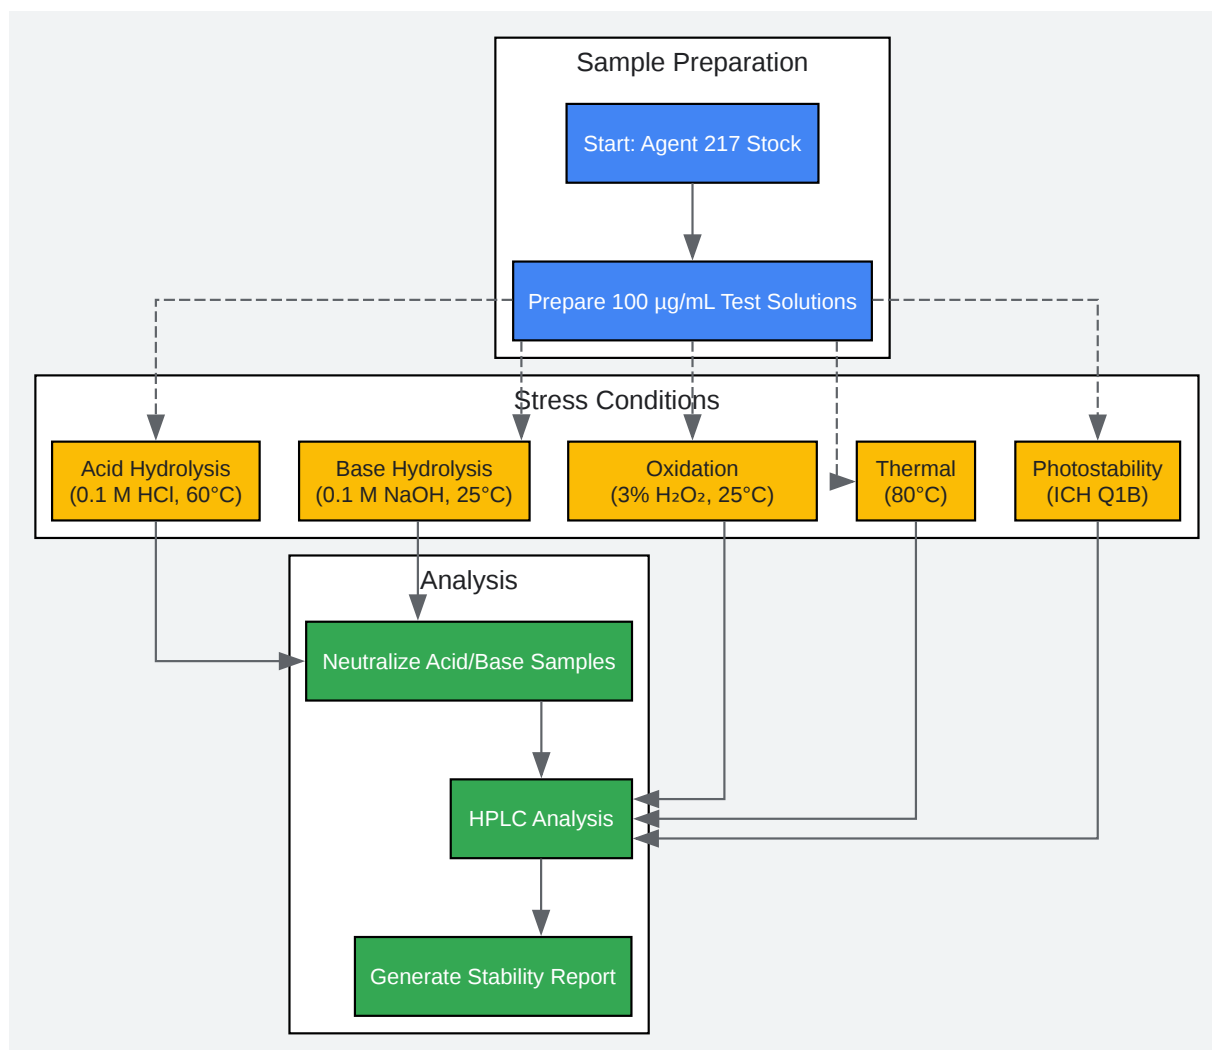 Sample Preparation
Start: Agent 217 Stock
Prepare 100 µg/mL Test Solutions
Stress Conditions
Acid Hydrolysis
(0.1 M HCl, 60°C)
Base Hydrolysis
(0.1 M NaOH, 25°C)
Oxidation
(3% H₂O₂, 25°C)
Thermal
(80°C)
Photostability
(ICH Q1B)
Analysis
Neutralize Acid/Base Samples
HPLC Analysis
Generate Stability Report